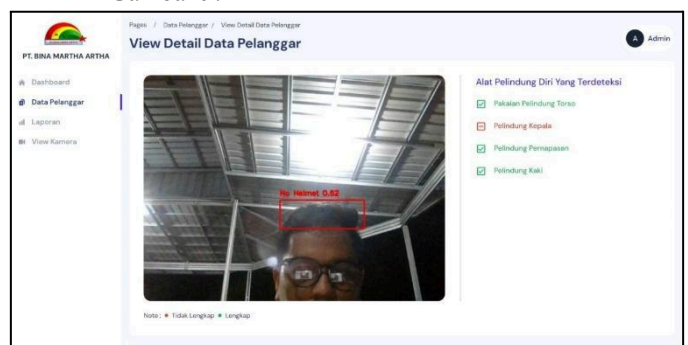 Pages / Data Pelanggar / View Detail Data Pelanggar
View Detail Data Pelanggar
A Admin
PT. BINA MARTHA ARTHA
Dashboard
Data Pelanggar
Laporan
View Kamera
No Helmet 0.62
Alat Pelindung Diri Yang Terdeteksi
Pakaian Pelindung Torso
Pelindung Kepala
Pelindung Pernapasan
Pelindung Kaki
Note : Tidak Lengkap Lengkap